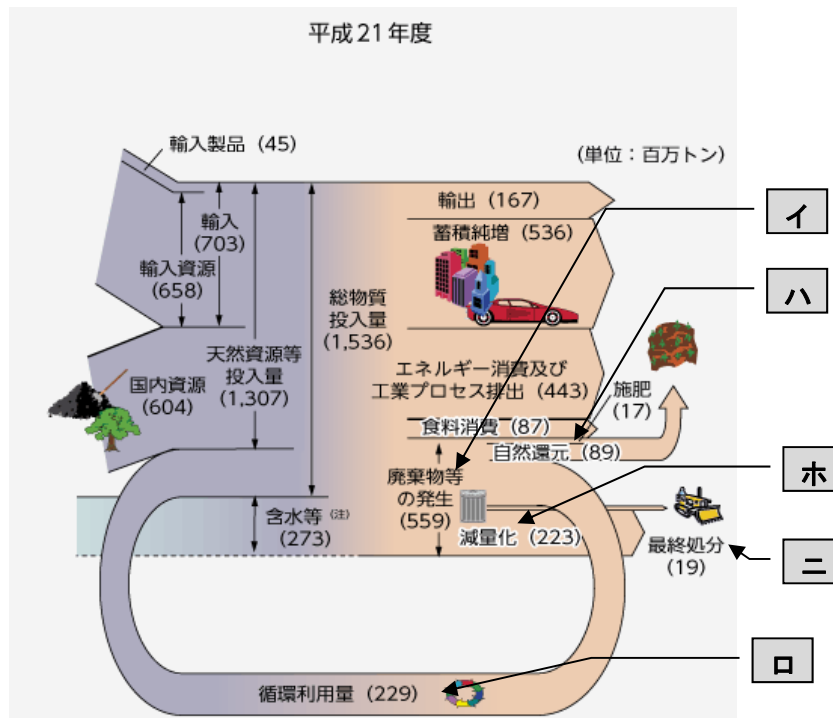 平成21年度
輸入製品(45)
(単位:百万トン)
輸出(167)
イ
輸入
(703)
蓄積純増(536)
輸入資源
(658)
ハ
総物質
投入量
(1,536)
天然資源等
投入量
(1,307)
エネルギー消費及び
工業プロセス排出(443)
国内資源
(604)
施肥
(17)
食料消費(87)
自然還元(89)
ホ
廃棄物等
の発生
(559)
含水等(注)
(273)
減量化(223)
最終処分
(19)
ニ
ロ
循環利用量(229)